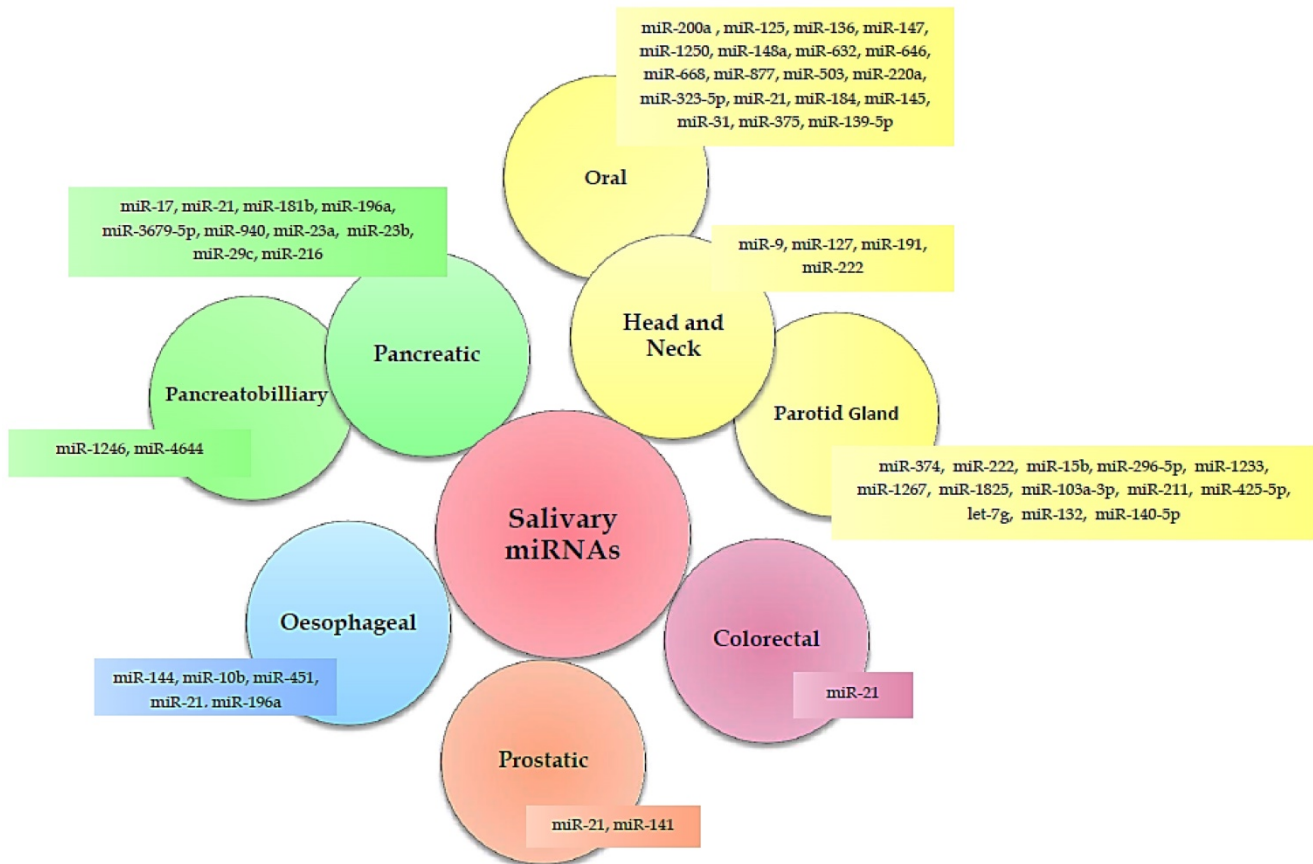 miR-200a , miR-125, miR-136, miR-147,
miR-1250, miR-148a, miR-632, miR-646,
miR-668, miR-877, miR-503, miR-220a,
miR-323-5p, miR-21, miR-184, miR-145,
miR-31, miR-375, miR-139-5p
Oral
miR-17, miR-21, miR-181b, miR-196a,
miR-3679-5p, miR-940, miR-23a, miR-23b,
miR-29c, miR-216
miR-9, miR-127, miR-191,
miR-222
Head and
Neck
Pancreatic
Pancreatobilliary
Parotid Gland
miR-1246, miR-4644
miR-374, miR-222, miR-15b, miR-296-5p, miR-1233,
miR-1267, miR-1825, miR-103a-3p, miR-211, miR-425-5p,
let-7g, miR-132, miR-140-5p
Salivary
miRNAs
Oesophageal
Colorectal
miR-144, miR-10b, miR-451,
miR-21, miR-196a
miR-21
Prostatic
miR-21, miR-141